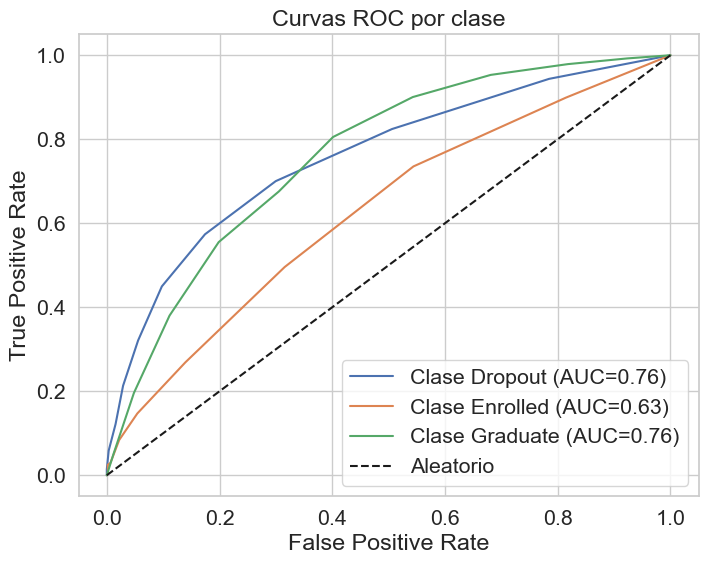 Curvas ROC por clase
True Positive Rate
1.0
0.8
0.6
0.4
0.2
0.0
Clase Dropout (AUC=0.76)
Clase Enrolled (AUC=0.63)
Clase Graduate (AUC=0.76)
Aleatorio
0.0 0.2 0.4 0.6 0.8 1.0
False Positive Rate